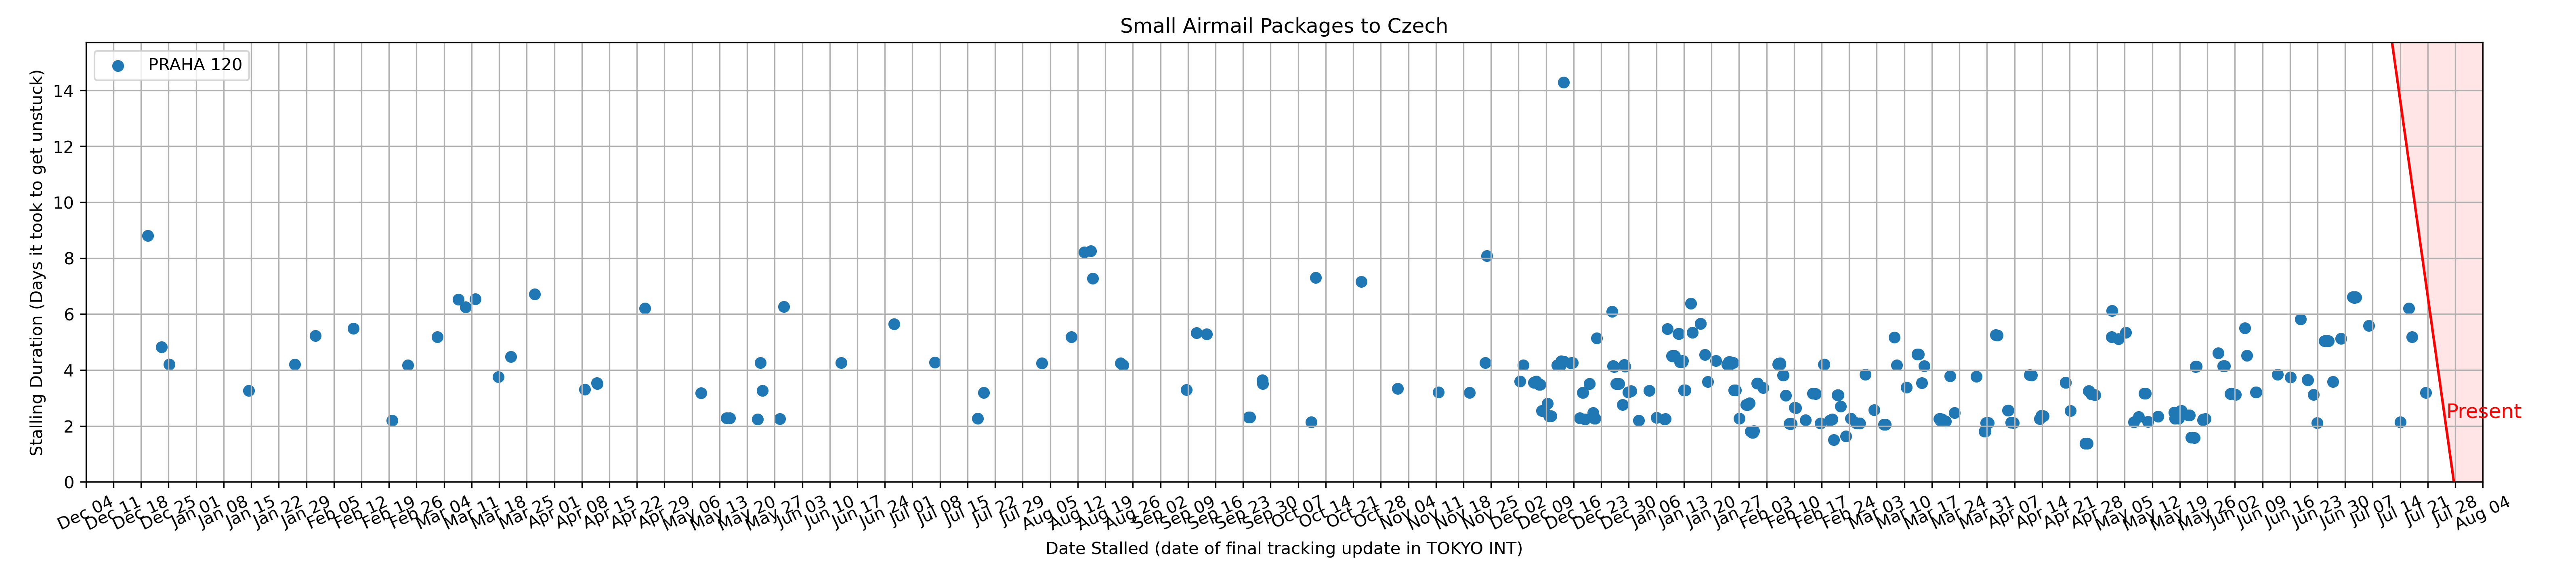 Small Airmail Packages to Czech
PRAHA 120
Stalling Duration (Days it took to get unstuck)
14
12
10
8
6
4
2
0
Present
Dec 04 Dec 11 Dec 18 Dec 25 Jan 01 Jan 08 Jan 15 Jan 22 Jan 29 Feb 05 Feb 12 Feb 19 Feb 26 Mar 04 Mar 11 Mar 18 Mar 25 Apr 01 Apr 08 Apr 15 Apr 22 Apr 29 May 06 May 13 May 20 May 27 Jun 03 Jun 10 Jun 17 Jun 24 Jul 01 Jul 08 Jul 15 Jul 22 Jul 29 Aug 05 Aug 12 Aug 19 Aug 26 Sep 02 Sep 09 Sep 16 Sep 23 Sep 30 Oct 07 Oct 14 Oct 21 Oct 28 Nov 04 Nov 11 Nov 18 Nov 25 Dec 02 Dec 09 Dec 16 Dec 23 Dec 30 Jan 06 Jan 13 Jan 20 Jan 27 Feb 03 Feb 10 Feb 17 Feb 24 Mar 03 Mar 10 Mar 17 Mar 24 Mar 31 Apr 07 Apr 14 Apr 21 Apr 28 May 05 May 12 May 19 May 26 Jun 02 Jun 09 Jun 16 Jun 23 Jun 30 Jul 07 Jul 14 Jul 21 Jul 28 Aug 04
Date Stalled (date of final tracking update in TOKYO INT)